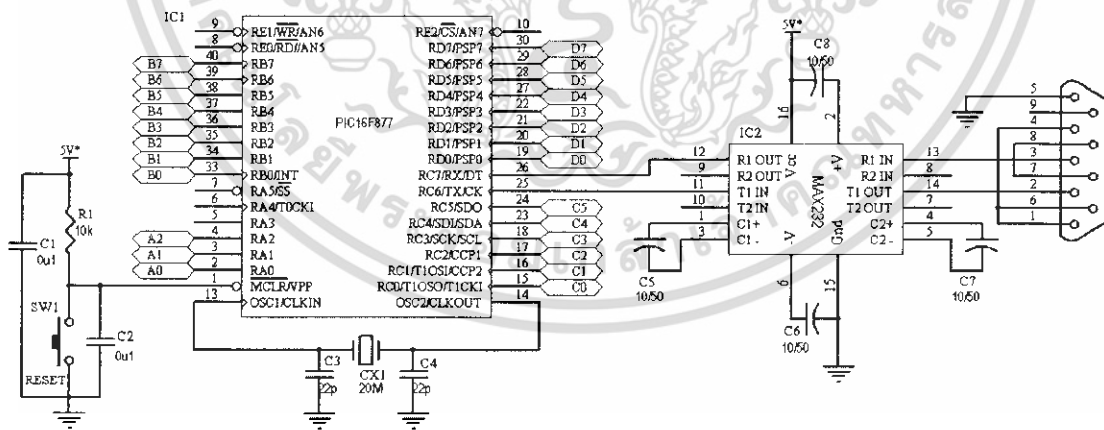 IC1
9 RE1/WR/AN6
8 RE0/RD/AN5
B7 40 RB7
B6 39 RB6
B5 38 RB5
B4 37 RB4
B3 36 RB3
B2 35 RB2
B1 34 RB1
B0 33 RB0/INT
7 RA5/SS
6 RA4/T0CKI
5 RA3
A2 4 RA2
A1 3 RA1
A0 2 RA0
1 MCLR/VPP
13 OSC1/CLKIN
PIC16F877
RE2/CS/AN7 10
RD7/PSP7 30 D7
RD6/PSP6 29 D6
RD5/PSP5 28 D5
RD4/PSP4 27 D4
RD3/PSP3 22 D3
RD2/PSP2 21 D2
RD1/PSP1 20 D1
RD0/PSP0 19 D0
RC7/RX/DT 26
RC6/TX/CK 25
RC5/SDO 24 C5
RC4/SDI/SDA 23 C4
RC3/SCK/SCL 18 C3
RC2/CCP1 17 C2
RC1/T1OSI/CCP2 16 C1
RC0/T1OSO/T1CKI 15 C0
OSC2/CLKOUT 14
5V*
R1
10k
C1
0u1
SW1
RESET
C2
0u1
C3
22p
CX1
20M
C4
22p
5V*
C8
10/50
16
2
IC2
MAX232
12 R1 OUT
9 R2 OUT
11 T1 IN
10 T2 IN
1 C1+
3 C1-
+V
-V
Gnd
R1 IN 13
R2 IN 8
T1 OUT 14
T2 OUT 7
C2+ 4
C2- 5
6
15
C5
10/50
C6
10/50
C7
10/50
5
9
4
8
3
7
2
6
1